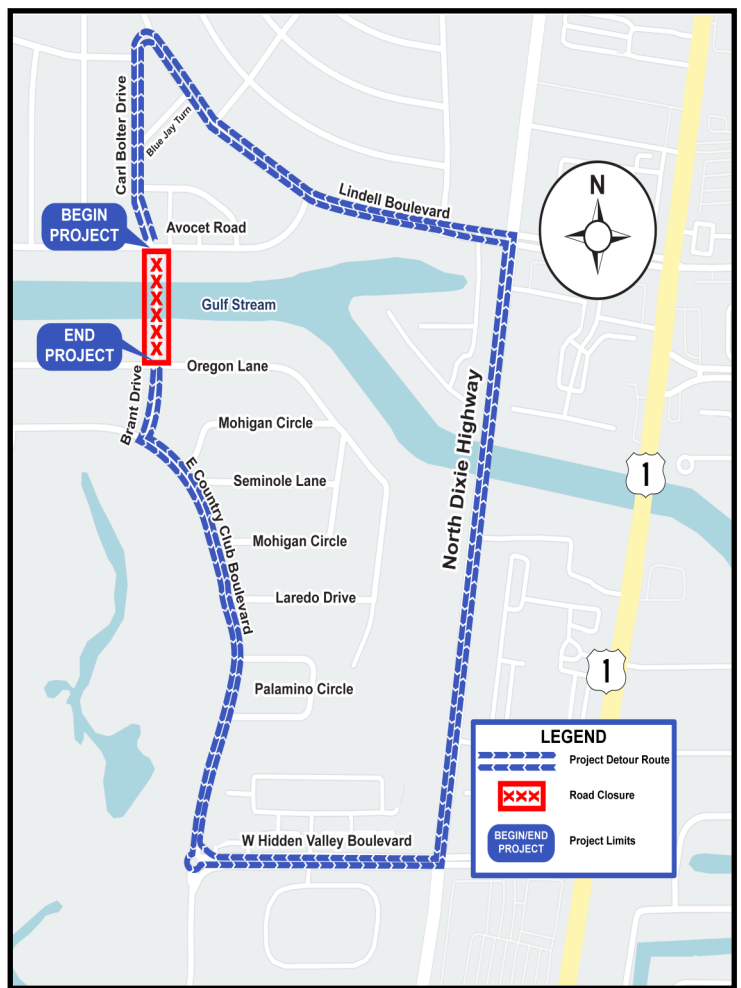 Carl Bolter Drive
Blue Jay Turn
Lindell Boulevard
N
BEGIN
PROJECT
Avocet Road
XXXXXX
Gulf Stream
END
PROJECT
Oregon Lane
Brant Drive
Mohigan Circle
E Country Club Boulevard
Seminole Lane
Mohigan Circle
Laredo Drive
North Dixie Highway
1
1
Palamino Circle
W Hidden Valley Boulevard
LEGEND
Project Detour Route
XXX
Road Closure
BEGIN/END
PROJECT
Project Limits